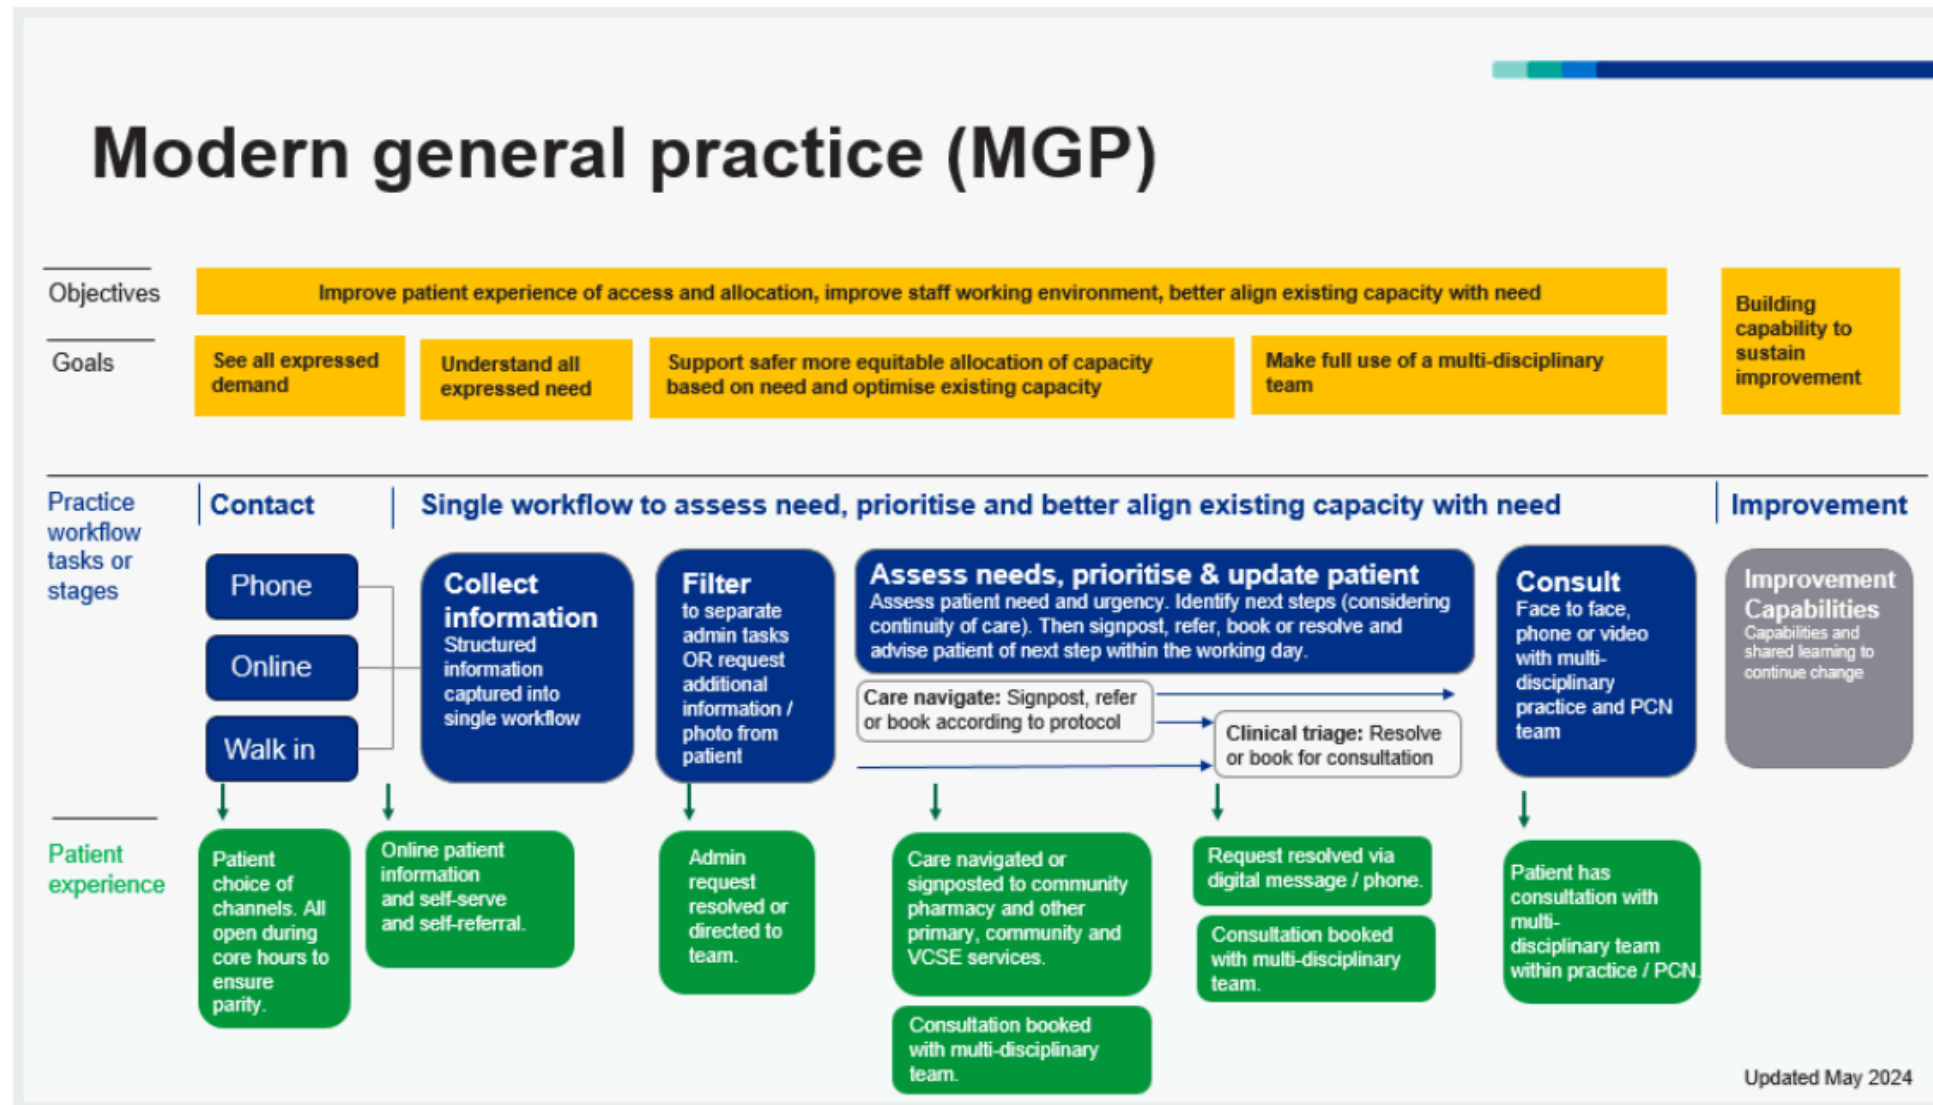 Modern general practice (MGP)
Objectives
Improve patient experience of access and allocation, improve staff working environment, better align existing capacity with need
Building
capability to
sustain
improvement
Goals
See all expressed
demand
Understand all
expressed need
Support safer more equitable allocation of capacity
based on need and optimise existing capacity
Make full use of a multi-disciplinary
team
Practice
workflow
tasks or
stages
Contact
Single workflow to assess need, prioritise and better align existing capacity with need
Improvement
Phone
Online
Walk in
Collect
information
Structured
information
captured into
single workflow
Filter
to separate
admin tasks
OR request
additional
information /
photo from
patient
Assess needs, prioritise & update patient
Assess patient need and urgency. Identify next steps (considering
continuity of care). Then signpost, refer, book or resolve and
advise patient of next step within the working day.
Care navigate: Signpost, refer
or book according to protocol
Clinical triage: Resolve
or book for consultation
Consult
Face to face,
phone or video
with multi-
disciplinary
practice and PCN
team
Improvement
Capabilities
Capabilities and
shared learning to
continue change
Patient
experience
Patient
choice of
channels. All
open during
core hours to
ensure
parity.
Online patient
information
and self-serve
and self-referral.
Admin
request
resolved or
directed to
team.
Care navigated or
signposted to community
pharmacy and other
primary, community and
VCSE services.
Consultation booked
with multi-disciplinary
team.
Request resolved via
digital message / phone.
Consultation booked
with multi-disciplinary
team.
Patient has
consultation with
multi-
disciplinary team
within practice / PCN.
Updated May 2024